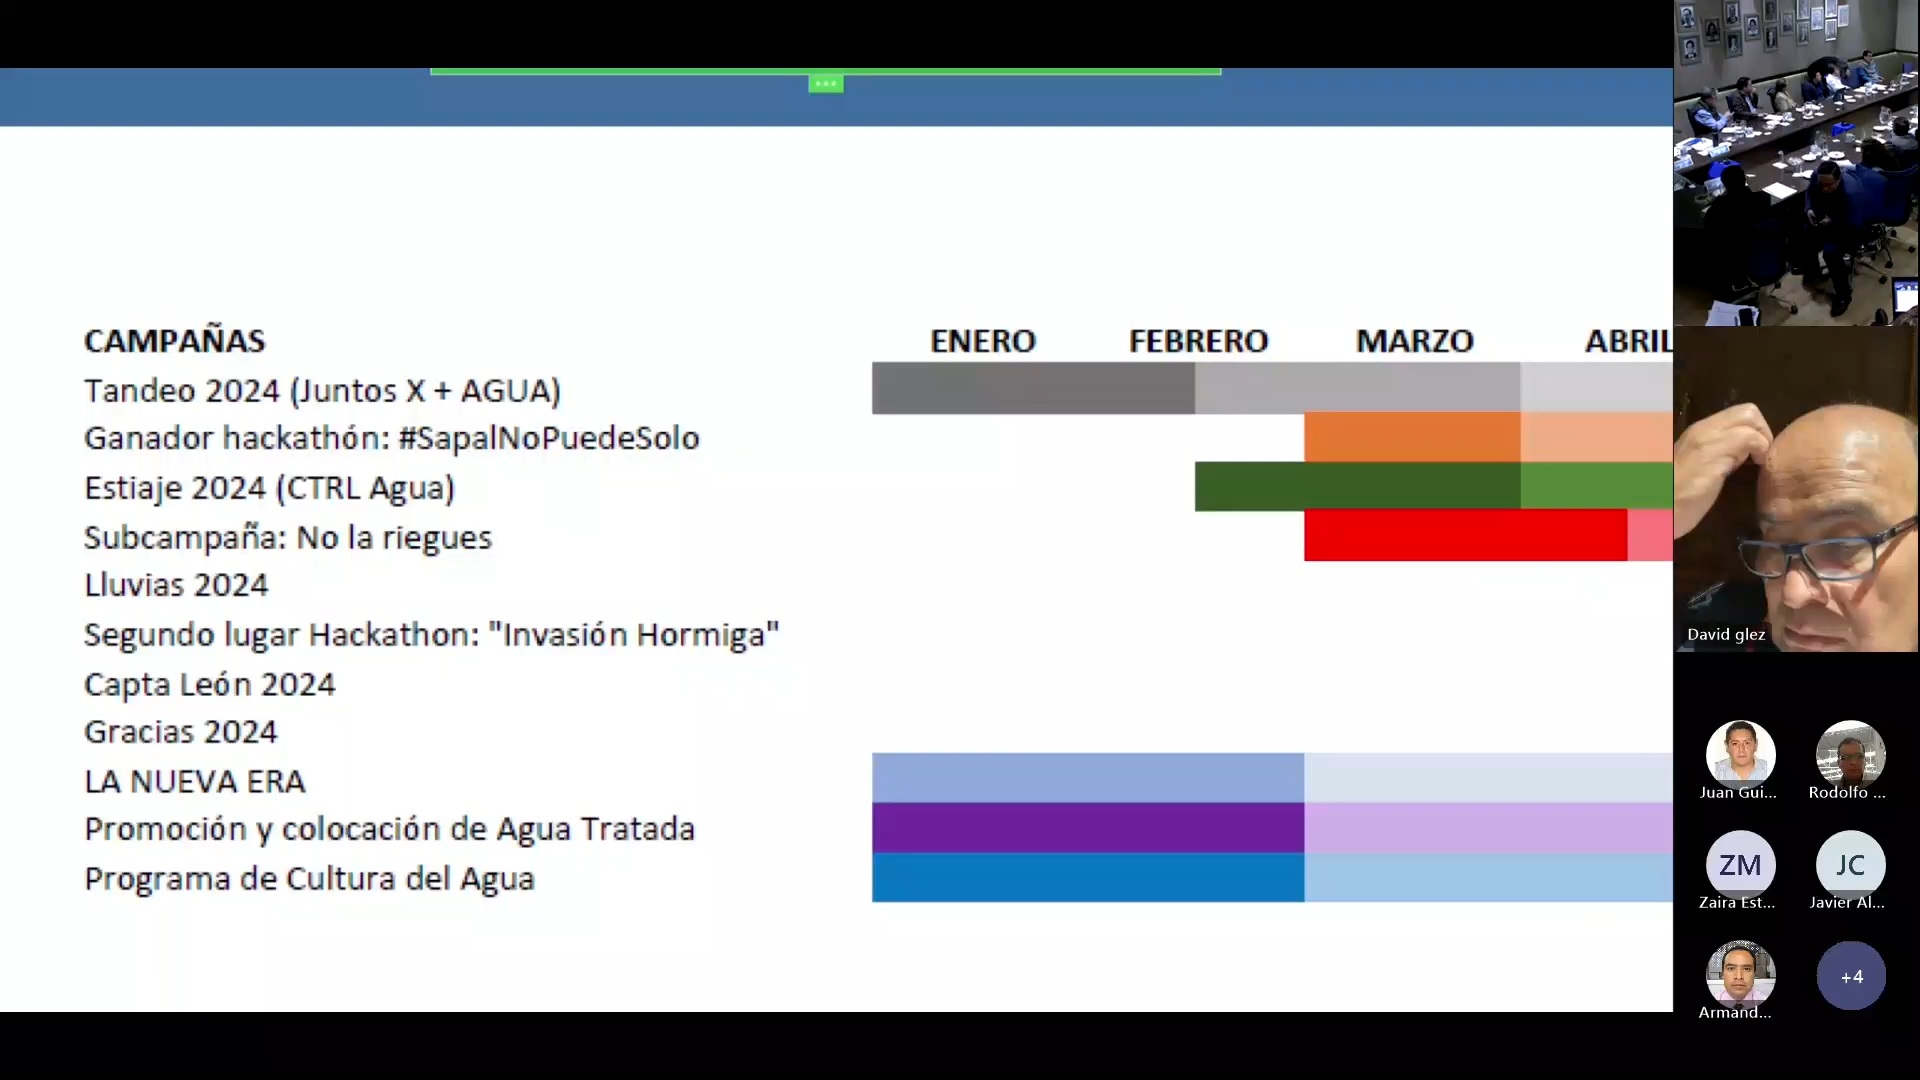 CAMPAÑAS ENERO FEBRERO MARZO ABRIL
Tandeo 2024 (Juntos X + AGUA)
Ganador hackathón: #SapalNoPuedeSolo
Estiaje 2024 (CTRL Agua)
Subcampaña: No la riegues
Lluvias 2024
Segundo lugar Hackathon: "Invasión Hormiga"
Capta León 2024
Gracias 2024
LA NUEVA ERA
Promoción y colocación de Agua Tratada
Programa de Cultura del Agua
David glez
Juan Gui... Rodolfo ...
ZM JC
Zaira Est... Javier Al...
+4
Armand...